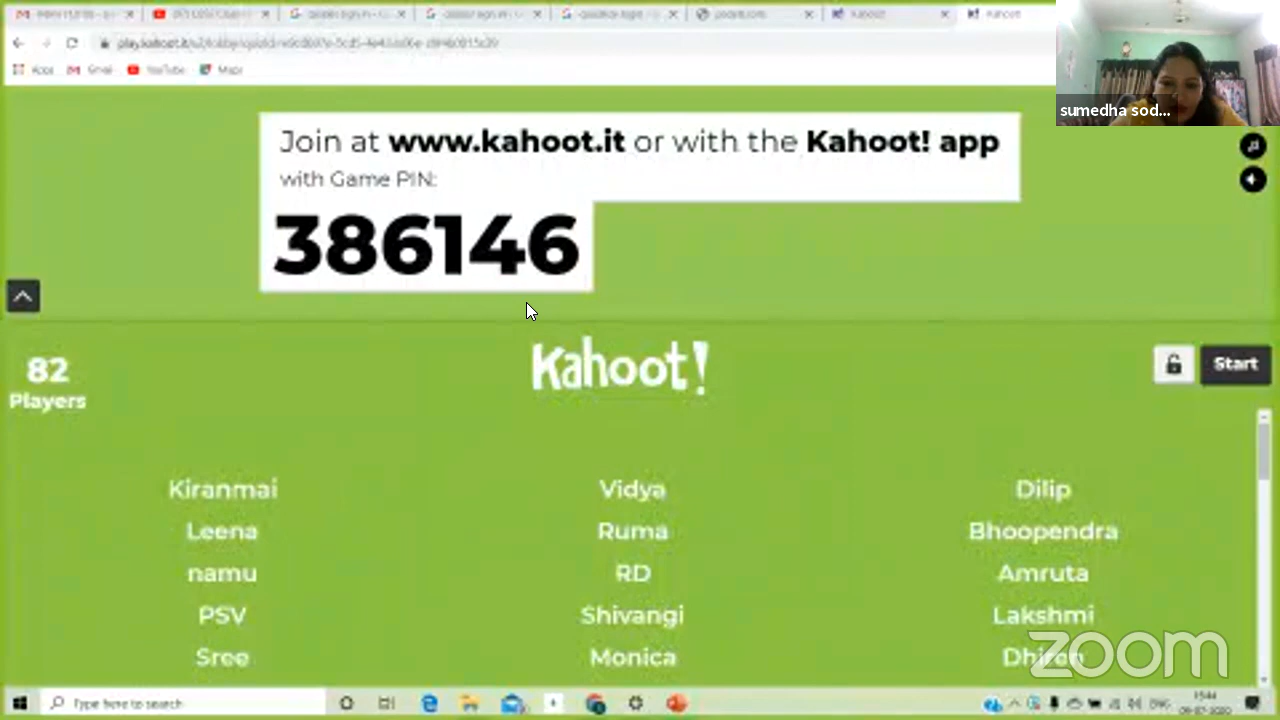 sumedha sod...
Apps Gmail YouTube Maps
Join at www.kahoot.it or with the Kahoot! app
with Game PIN:
386146
82
Players
Kahoot!
Start
Kiranmai Vidya Dilip
Leena Ruma Bhoopendra
namu RD Amruta
PSV Shivangi Lakshmi
Sree Monica Dhiren
zoom
Type here to search